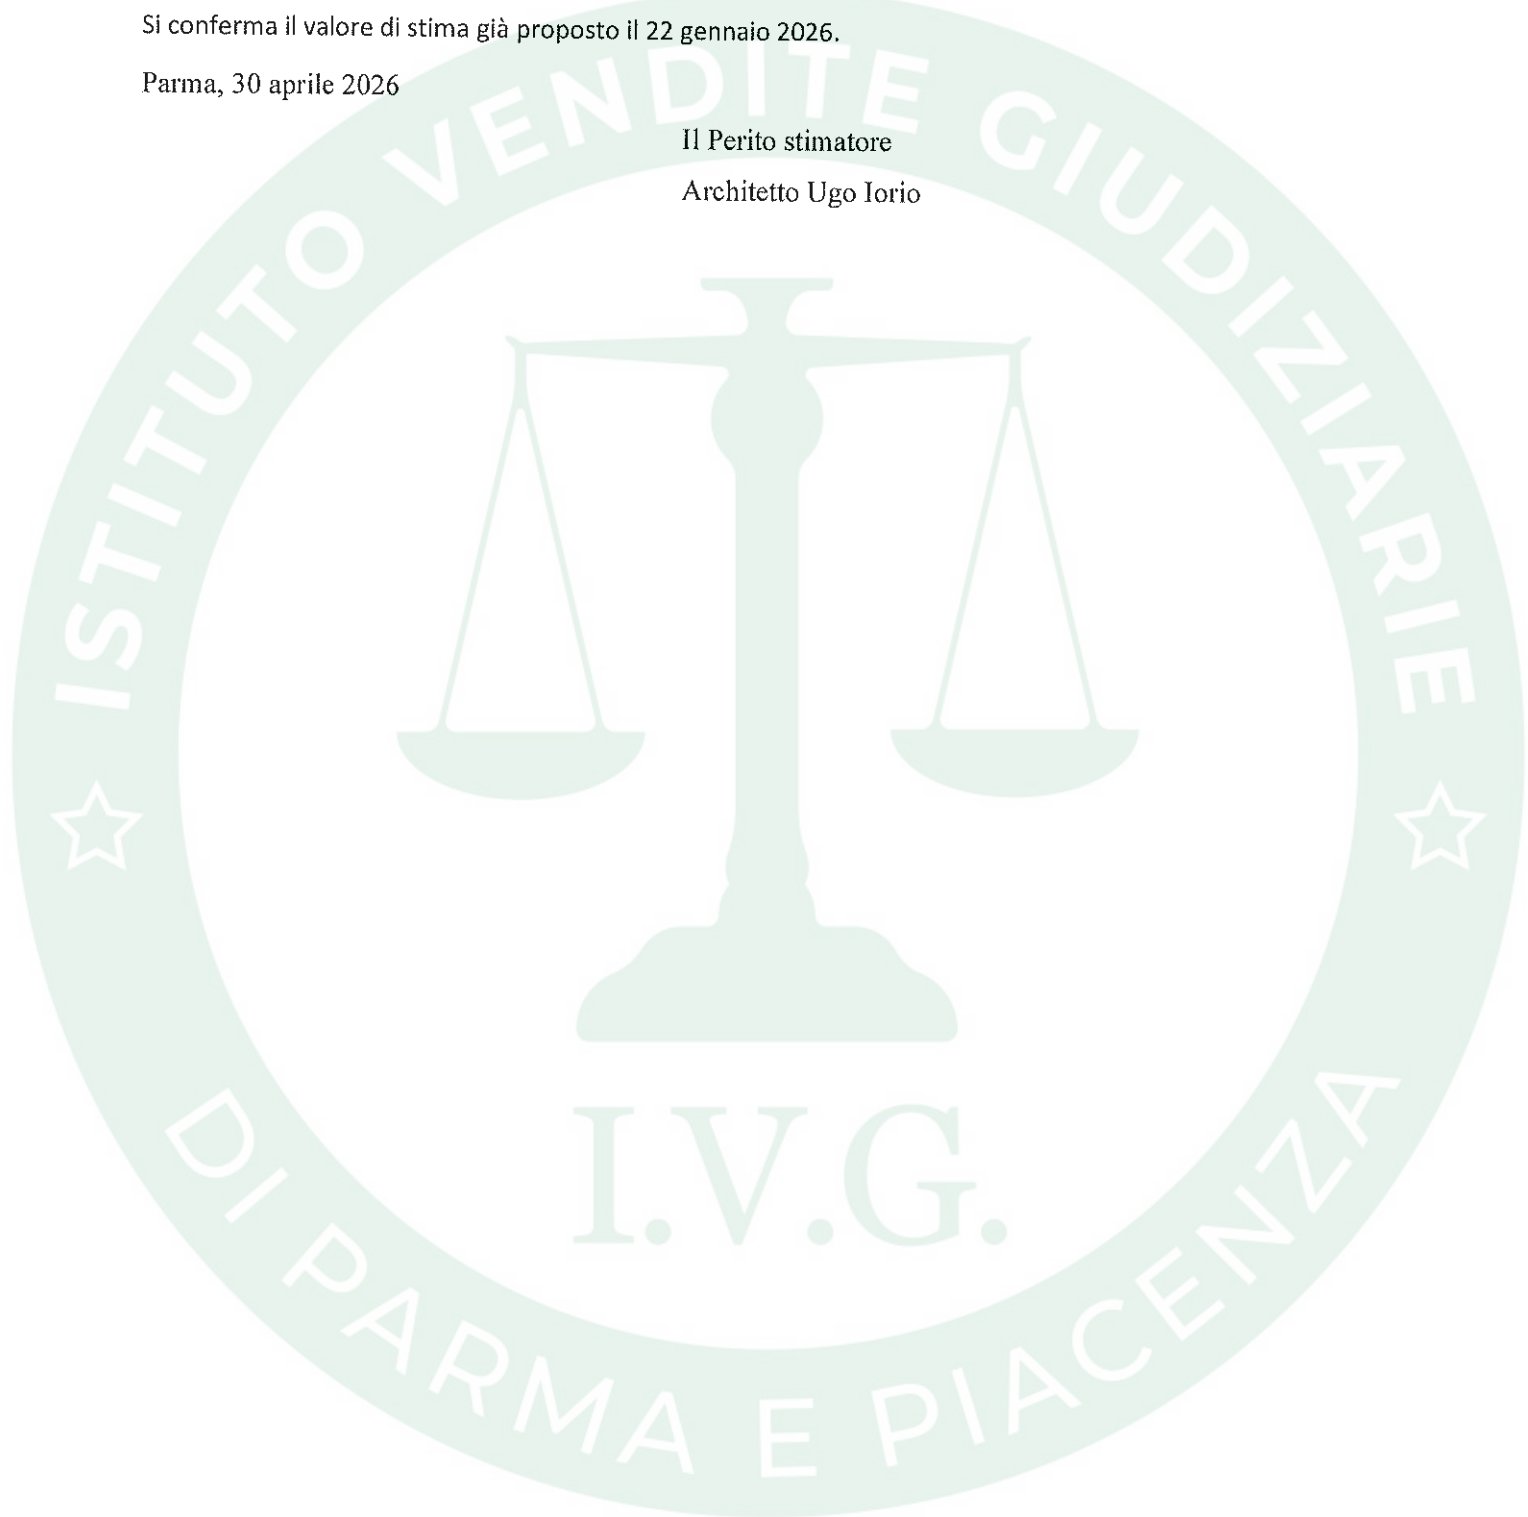 Si conferma il valore di stima già proposto il 22 gennaio 2026.
Parma, 30 aprile 2026
Il Perito stimatore
Architetto Ugo Iorio
ISTITUTO VENDITE GIUDIZIARIE
I.V.G.
DI PARMA E PIACENZA